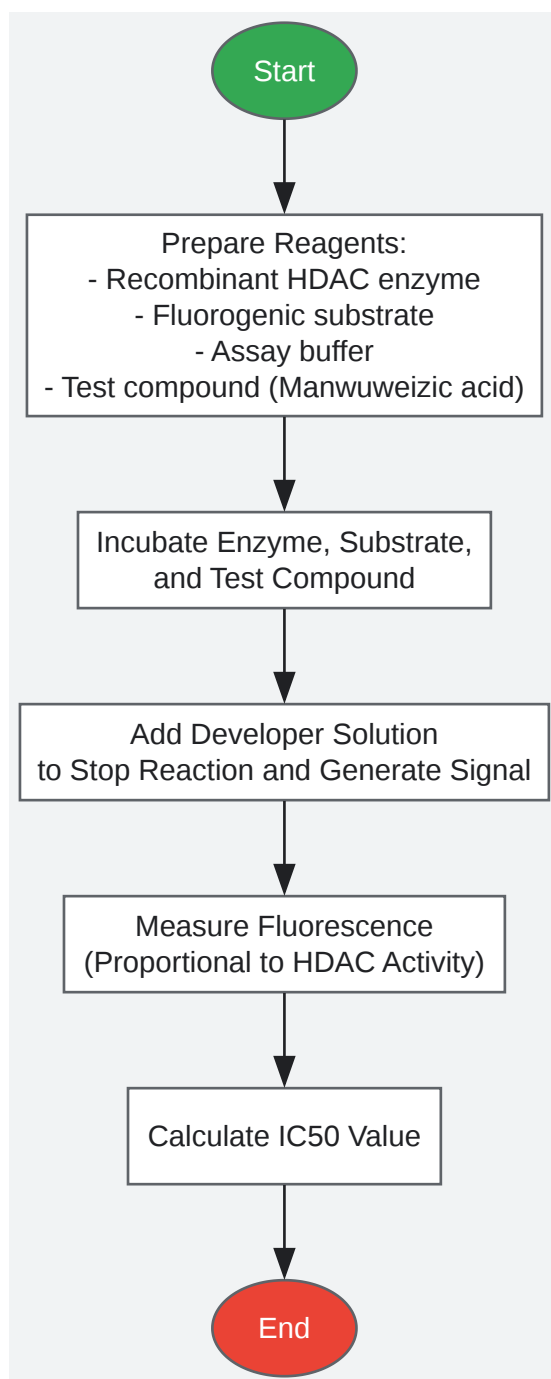 Start
Prepare Reagents:
- Recombinant HDAC enzyme
- Fluorogenic substrate
- Assay buffer
- Test compound (Manwuweizic acid)
Incubate Enzyme, Substrate,
and Test Compound
Add Developer Solution
to Stop Reaction and Generate Signal
Measure Fluorescence
(Proportional to HDAC Activity)
Calculate IC50 Value
End